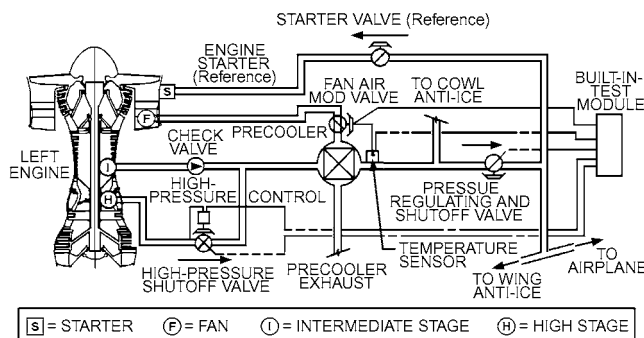 STARTER VALVE (Reference)
ENGINE
STARTER
(Reference)
S
FAN AIR
MOD VALVE
TO COWL
ANTI-ICE
BUILT-IN-
TEST
MODULE
F
PRECOOLER
CHECK
VALVE
LEFT
ENGINE
I
HIGH-
PRESSURE CONTROL
H
PRESSUE
REGULATING AND
SHUTOFF VALVE
TEMPERATURE
SENSOR
HIGH-PRESSURE
SHUTOFF VALVE
PRECOOLER
EXHAUST
TO
AIRPLANE
TO WING
ANTI-ICE
S = STARTER F = FAN I = INTERMEDIATE STAGE H = HIGH STAGE